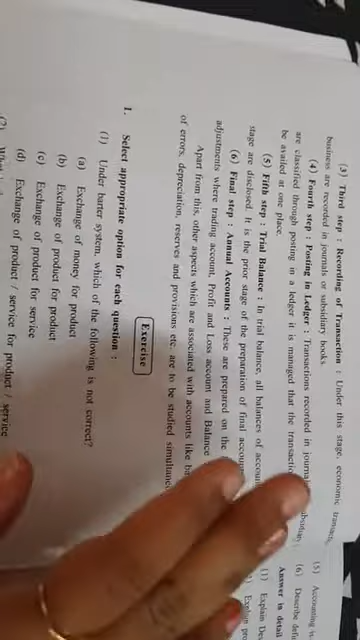 (3) Third step : Recording of Transaction : Under this stage, economic
business are recorded in journals or subsidiary books.
(4) Fourth step : Posting in Ledger : Transactions recorded in
are classified through posting in a ledger it is managed that the
be availed at one place.
(5) Fifth step : Trial Balance : In trial balance, all balances of
stage are disclosed. It is the prior stage of the preparation of final
(6) Final step : Annual Accounts : These are prepared on the
adjustments where trading account, Profit and Loss account and Balance
Apart from this, other aspects which are associated with accounts like
of errors, depreciation, reserves and provisions etc. are to be studied
Exercise
1. Select appropriate option for each question :
(1) Under barter system, which of the following is not correct?
(a) Exchange of money for product
(b) Exchange of product for product
(c) Exchange of product for service
(d) Exchange of product / service for product / service
(5) Accounting
(6) Describe
Answer in detail
(1) Explain
Explain